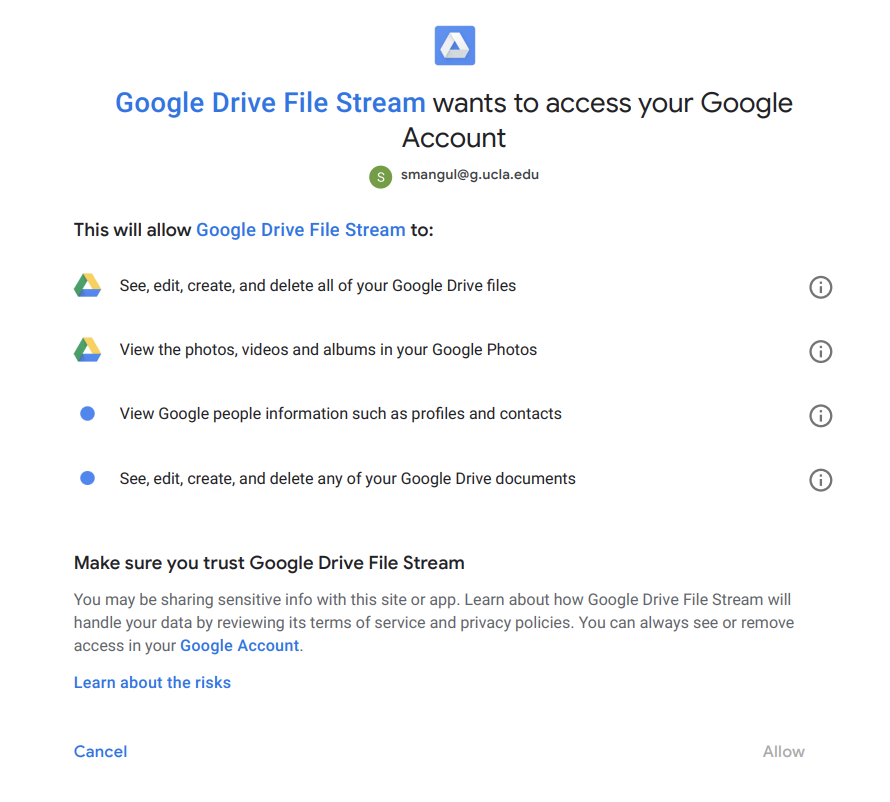 Google Drive File Stream wants to access your Google
Account
S smangul@g.ucla.edu
This will allow Google Drive File Stream to:
See, edit, create, and delete all of your Google Drive files
View the photos, videos and albums in your Google Photos
View Google people information such as profiles and contacts
See, edit, create, and delete any of your Google Drive documents
Make sure you trust Google Drive File Stream
You may be sharing sensitive info with this site or app. Learn about how Google Drive File Stream will
handle your data by reviewing its terms of service and privacy policies. You can always see or remove
access in your Google Account.
Learn about the risks
Cancel Allow